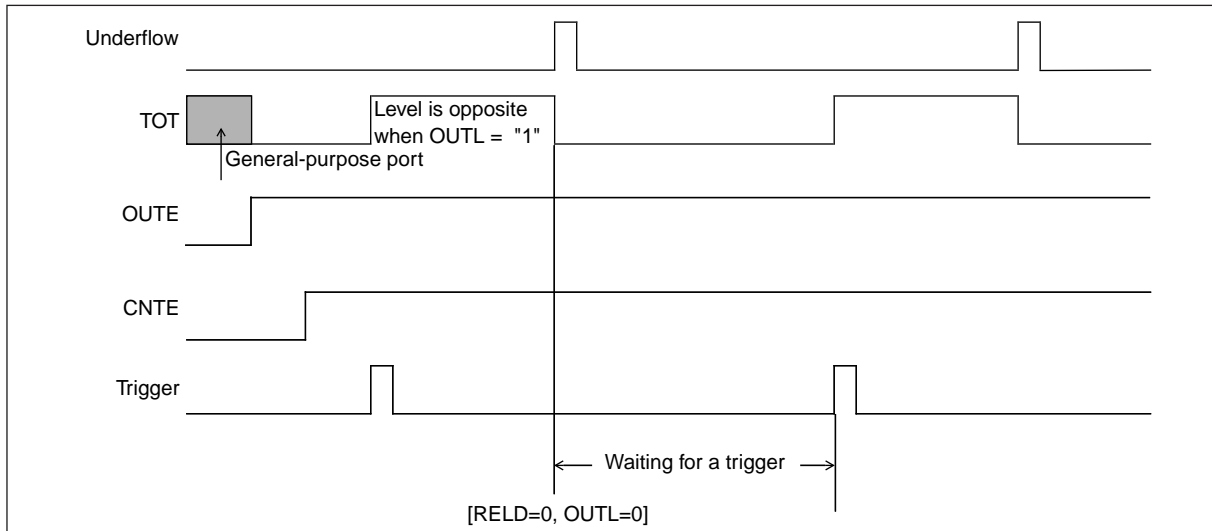 Underflow
TOT
Level is opposite
when OUTL = "1"
General-purpose port
OUTE
CNTE
Trigger
Waiting for a trigger
[RELD=0, OUTL=0]